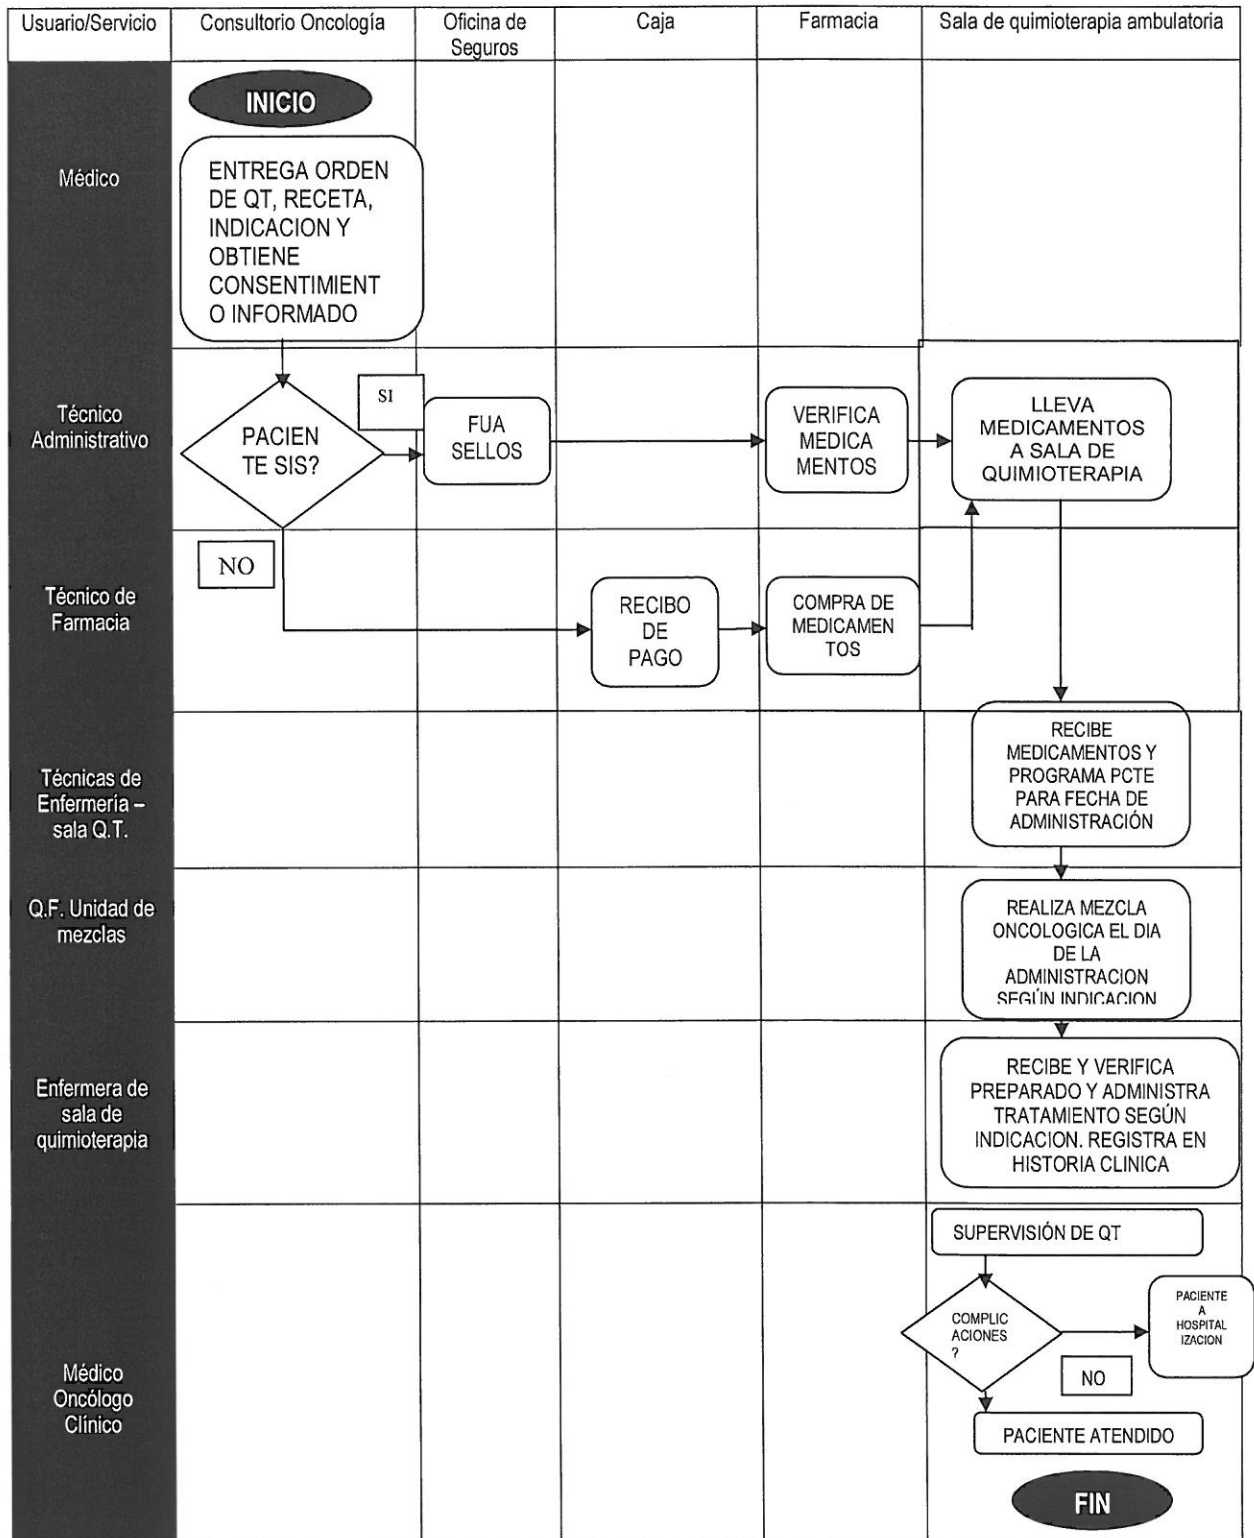 Usuario/Servicio
Consultorio Oncología
Oficina de
Seguros
Caja
Farmacia
Sala de quimioterapia ambulatoria
Médico
INICIO
ENTREGA ORDEN
DE QT, RECETA,
INDICACION Y
OBTIENE
CONSENTIMIENT
O INFORMADO
Técnico
Administrativo
PACIEN
TE SIS?
SI
FUA
SELLOS
VERIFICA
MEDICA
MENTOS
LLEVA
MEDICAMENTOS
A SALA DE
QUIMIOTERAPIA
Técnico de
Farmacia
NO
RECIBO
DE
PAGO
COMPRA DE
MEDICAMEN
TOS
Técnicas de
Enfermería –
sala Q.T.
RECIBE
MEDICAMENTOS Y
PROGRAMA PCTE
PARA FECHA DE
ADMINISTRACIÓN
Q.F. Unidad de
mezclas
REALIZA MEZCLA
ONCOLOGICA EL DIA
DE LA
ADMINISTRACION
SEGÚN INDICACION
Enfermera de
sala de
quimioterapia
RECIBE Y VERIFICA
PREPARADO Y ADMINISTRA
TRATAMIENTO SEGÚN
INDICACION. REGISTRA EN
HISTORIA CLINICA
Médico
Oncólogo
Clínico
SUPERVISIÓN DE QT
COMPLIC
ACIONES
?
PACIENTE
A
HOSPITAL
IZACION
NO
PACIENTE ATENDIDO
FIN